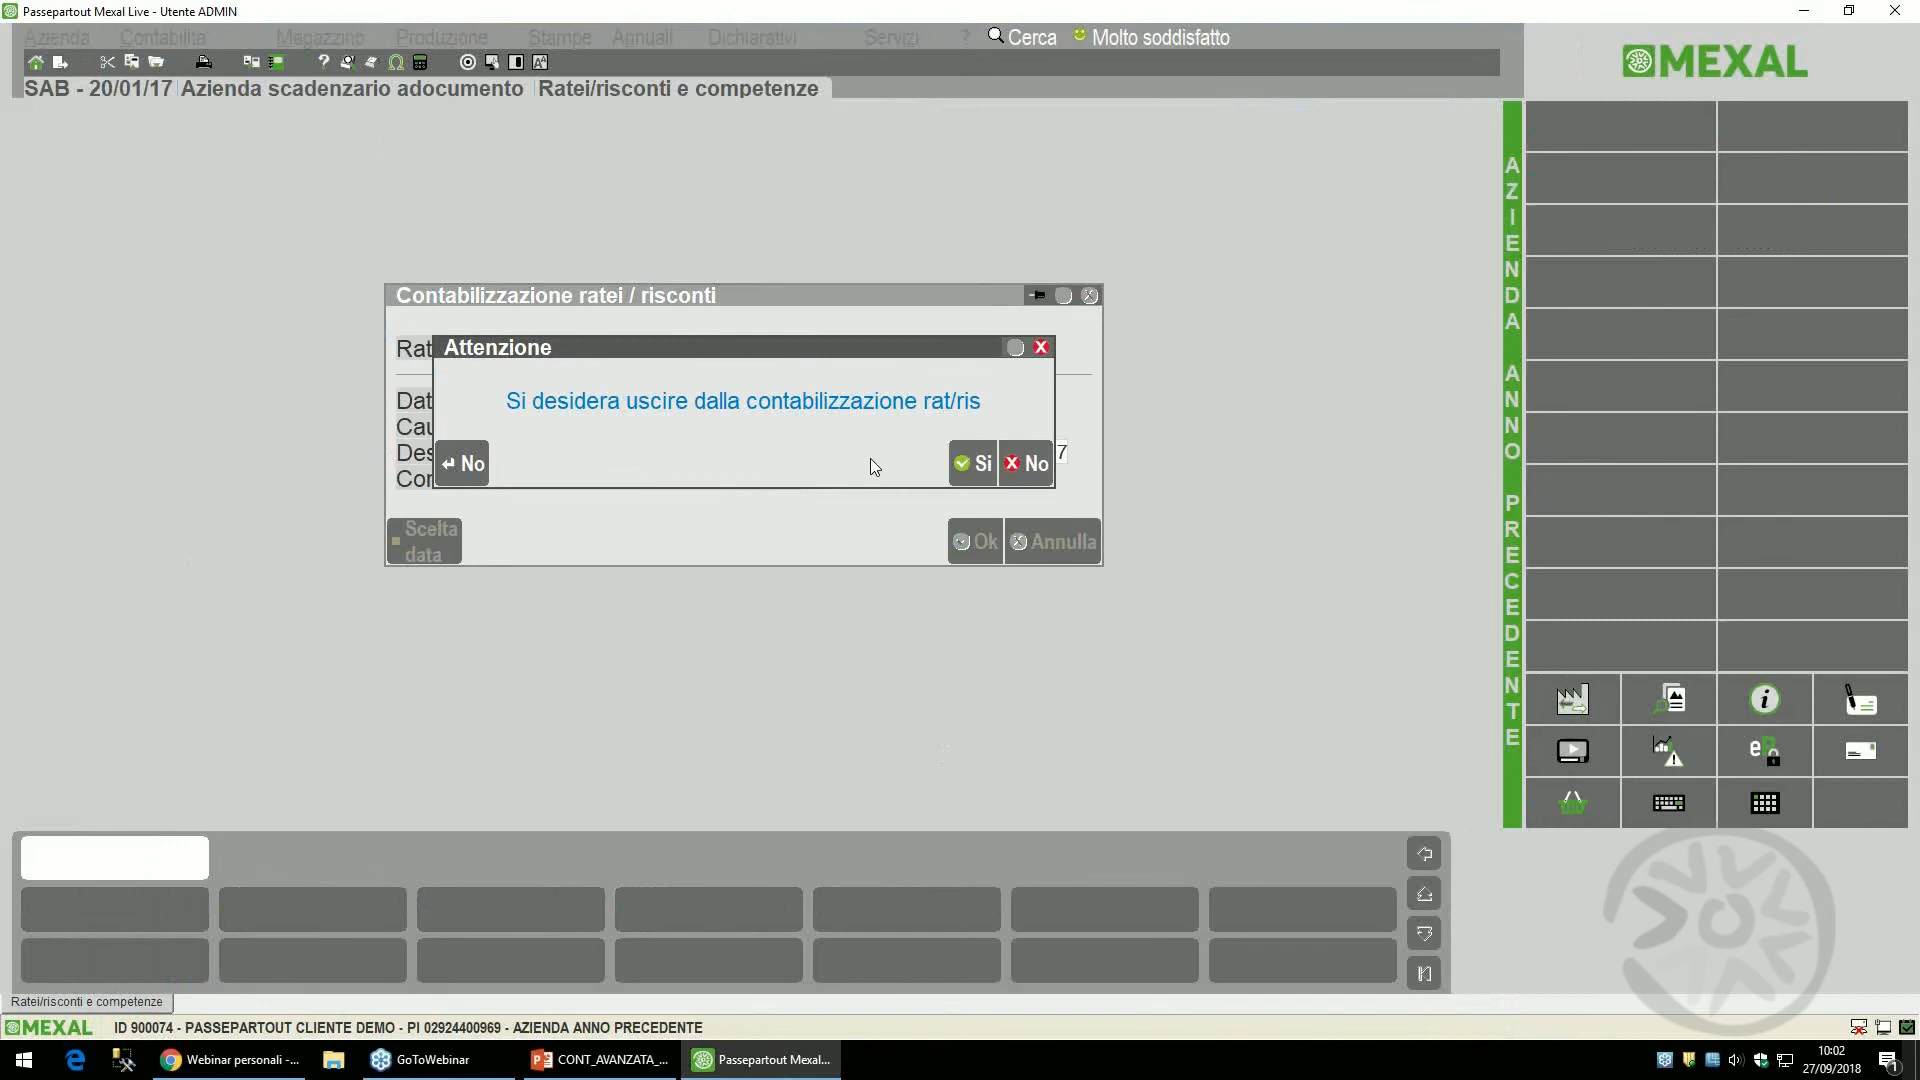 Passepartout Mexal Live - Utente ADMIN
Azienda Contabilita Magazzino Produzione Stampe Annuali Dichiarativi Servizi ? Cerca Molto soddisfatto
MEXAL
SAB - 20/01/17 Azienda scadenzario adocumento Ratei/risconti e competenze
Contabilizzazione ratei / risconti
Rat
Attenzione
Dat
Si desidera uscire dalla contabilizzazione rat/ris
Cau
Des
7
Con
No
Si
No
Scelta
data
Ok
Annulla
AZIENDA ANNO PRECEDENTE
Ratei/risconti e competenze
MEXAL ID 900074 - PASSEPARTOUT CLIENTE DEMO - PI 02924400969 - AZIENDA ANNO PRECEDENTE
Webinar personali -...
GoToWebinar
CONT_AVANZATA_...
Passepartout Mexal...
10:02
27/09/2018
1